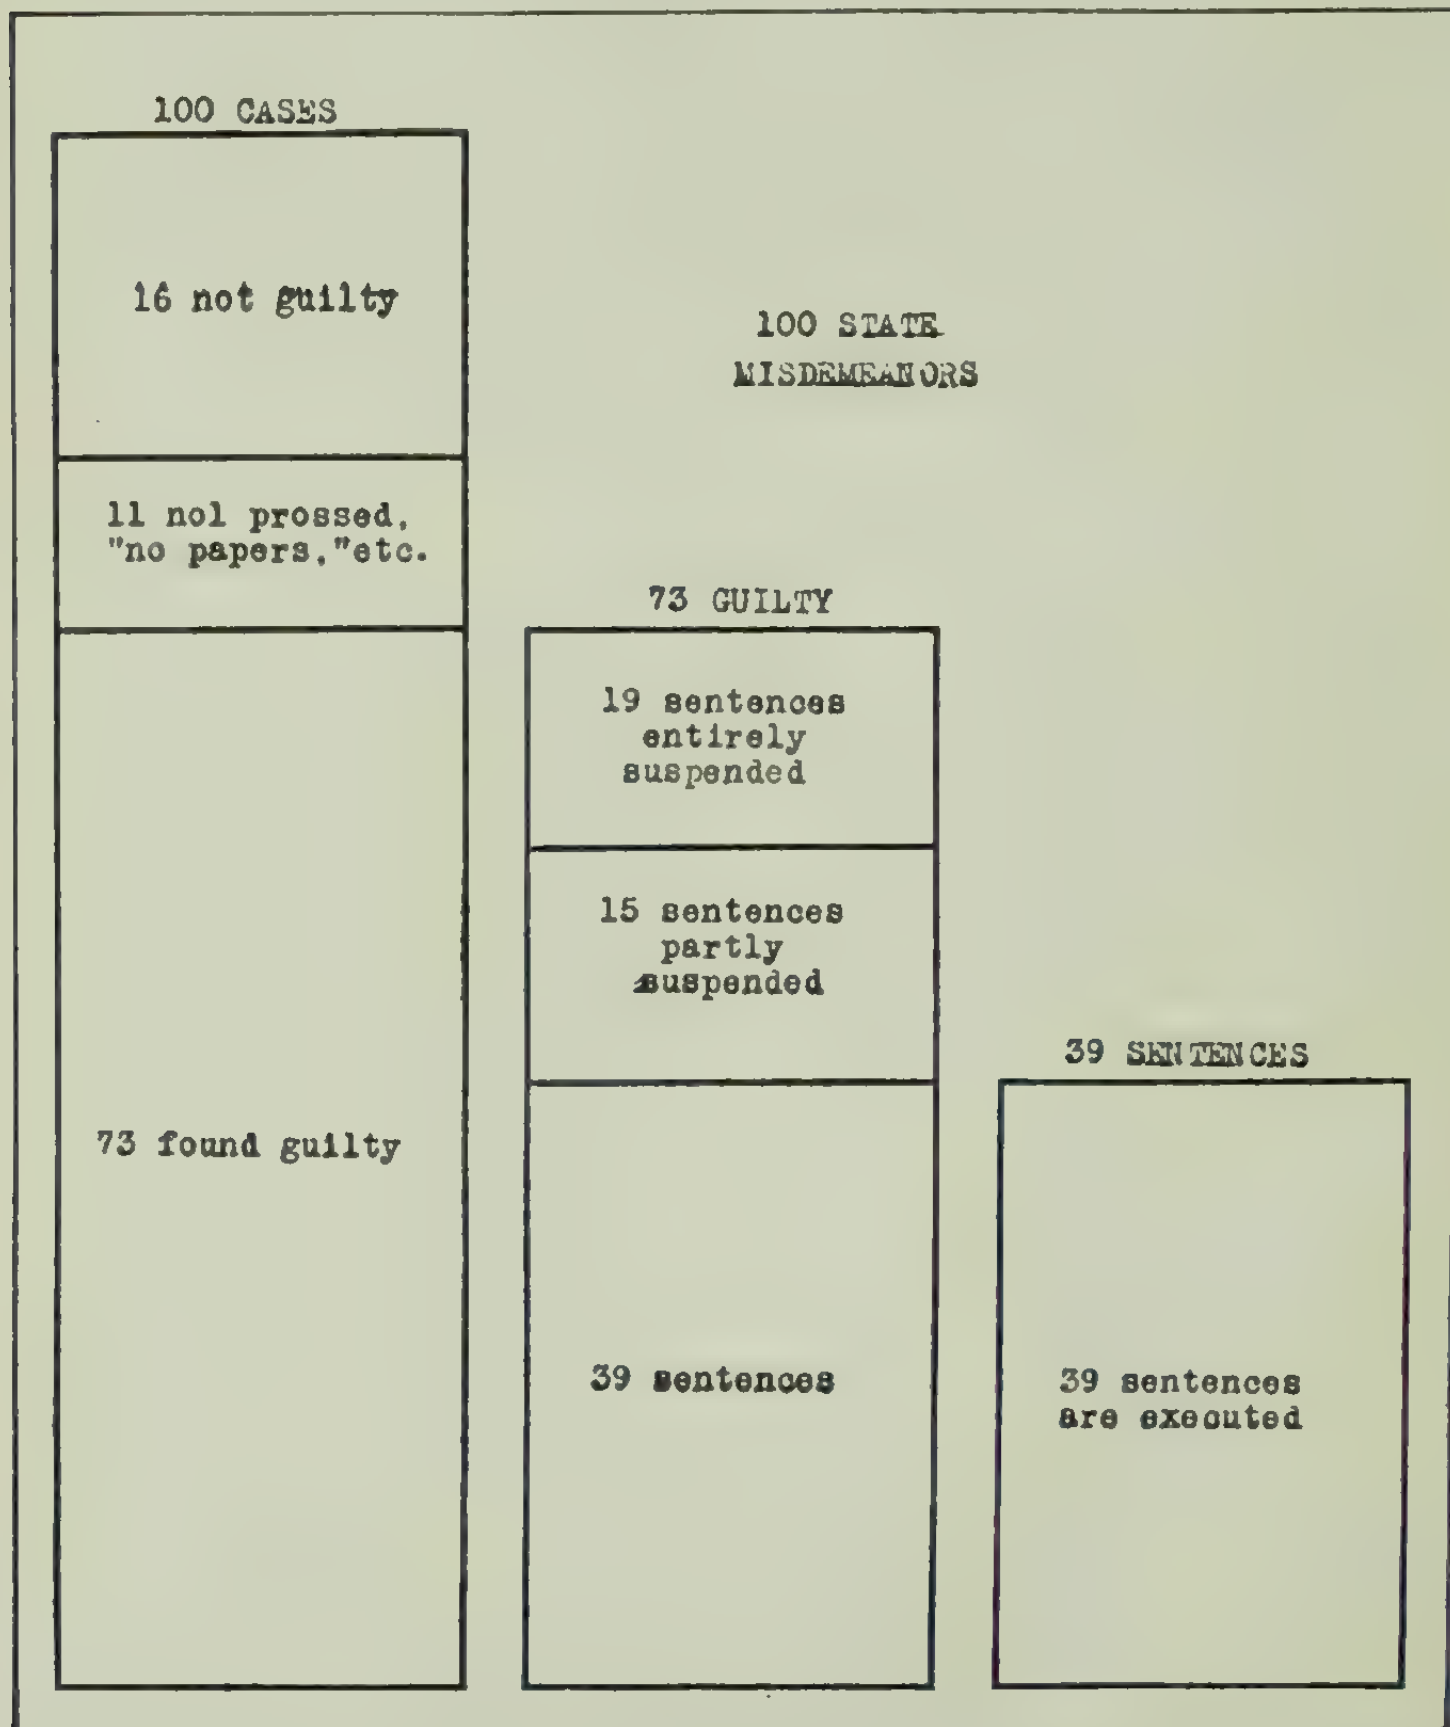 100 CASES
16 not guilty
11 nol prossed,
"no papers,"etc.
73 found guilty
100 STATE
MISDEMEANORS
73 GUILTY
19 sentences
entirely
suspended
15 sentences
partly
suspended
39 sentences
39 SENTENCES
39 sentences
are executed